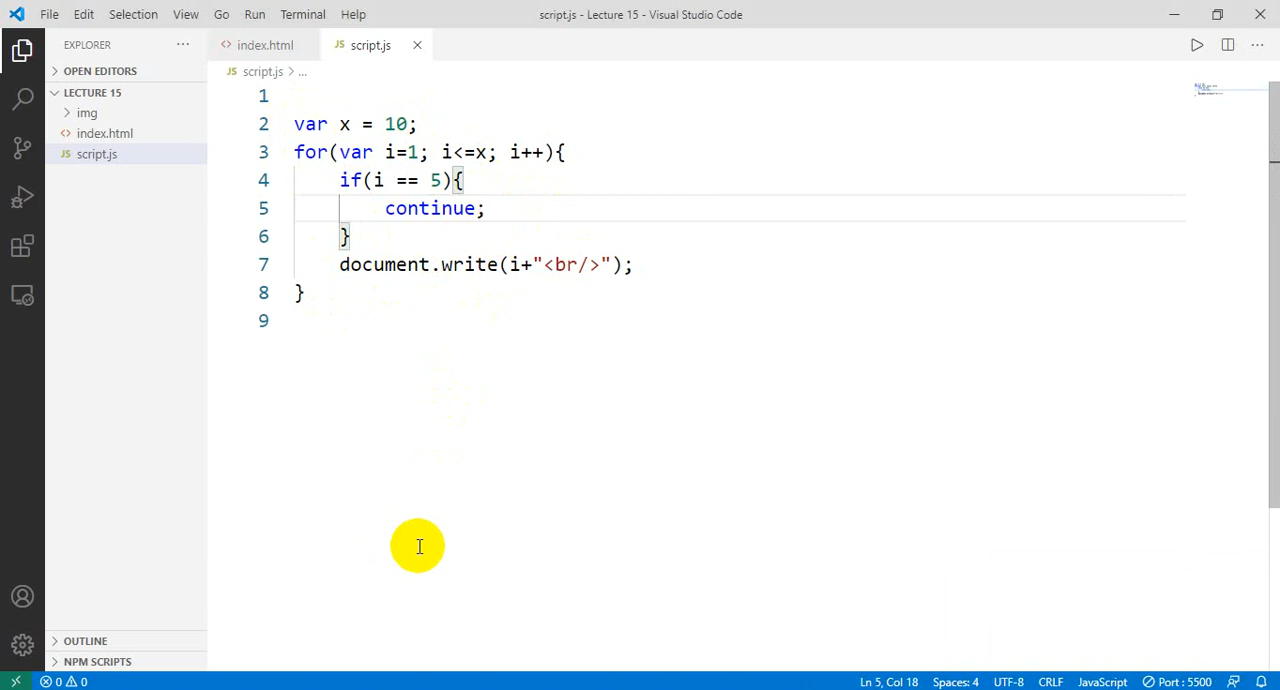 File Edit Selection View Go Run Terminal Help script.js - Lecture 15 - Visual Studio Code
EXPLORER ... index.html JS script.js
JS script.js > ...
OPEN EDITORS
LECTURE 15
img
index.html
JS script.js
OUTLINE
NPM SCRIPTS
1
2 var x = 10;
3 for(var i=1; i<=x; i++){
4 if(i == 5){
5 continue;
6 }
7 document.write(i+"<br/>");
8 }
9
0 0 Ln 5, Col 18 Spaces: 4 UTF-8 CRLF JavaScript Port : 5500